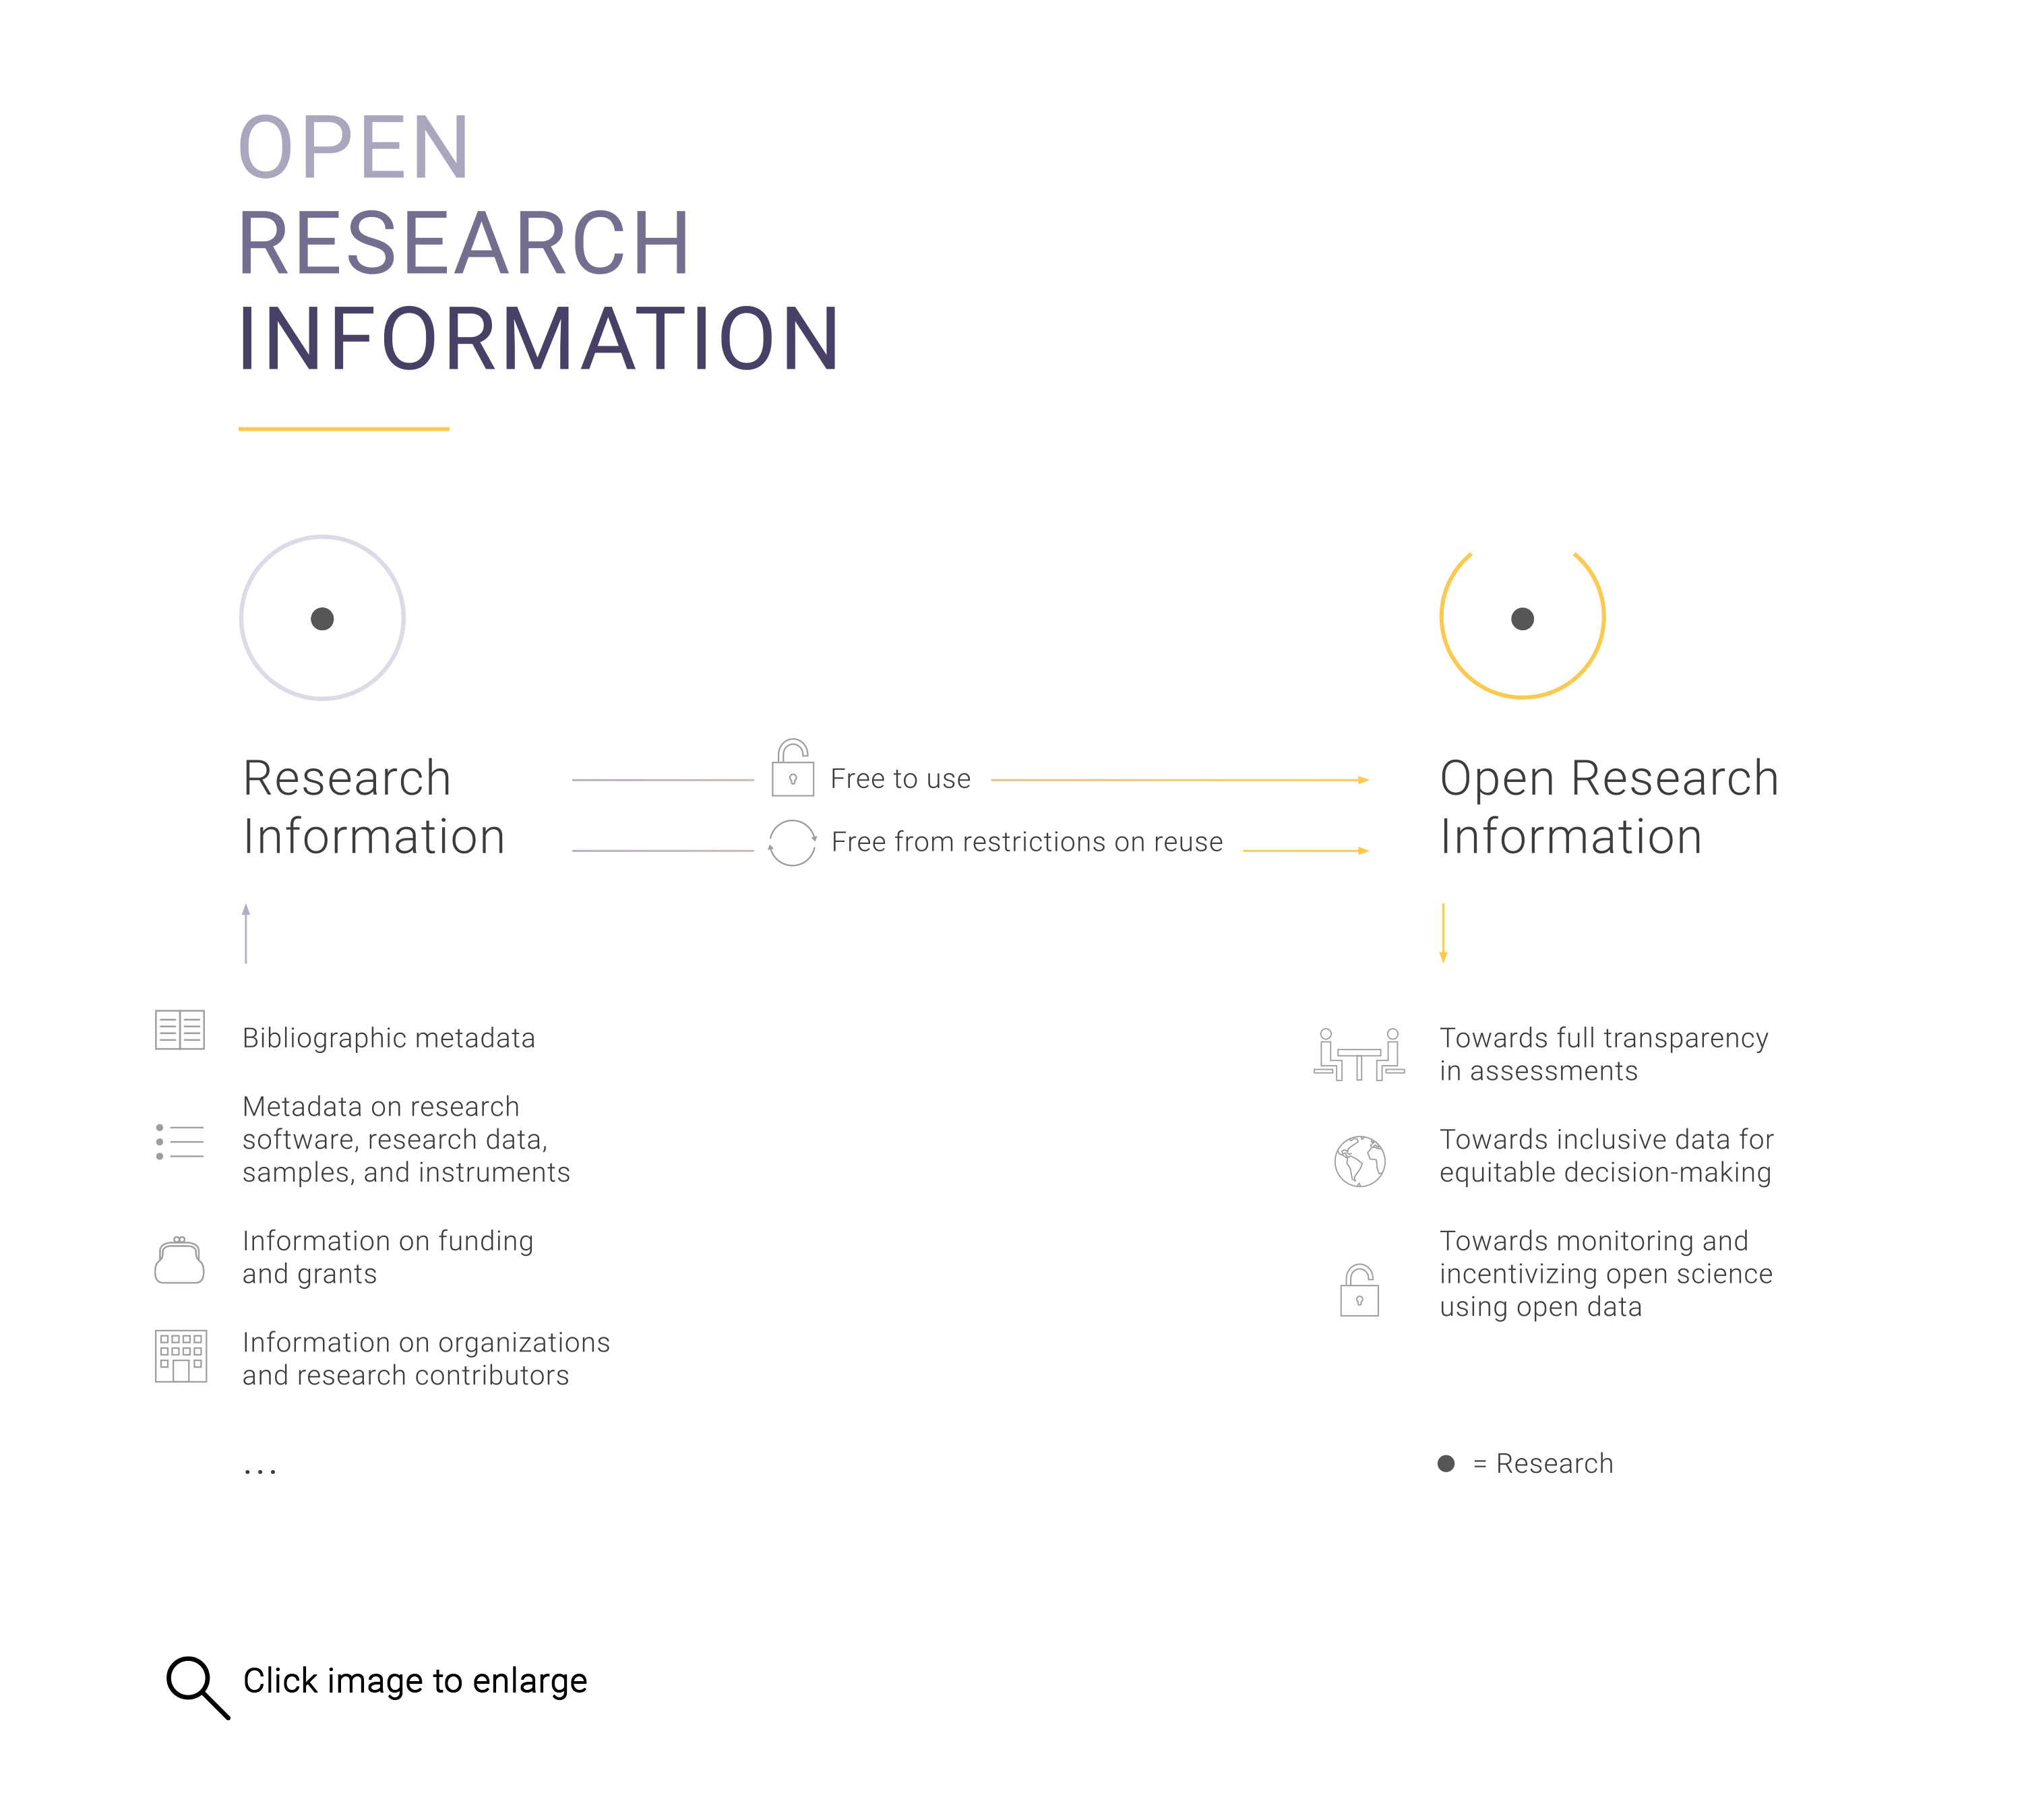 OPEN
RESEARCH
INFORMATION
Research
Information
Free to use
Free from restrictions on reuse
Open Research
Information
Bibliographic metadata
Metadata on research
software, research data,
samples, and instruments
Information on funding
and grants
Information on organizations
and research contributors
...
Towards full transparency
in assessments
Towards inclusive data for
equitable decision-making
Towards monitoring and
incentivizing open science
using open data
= Research
Click image to enlarge